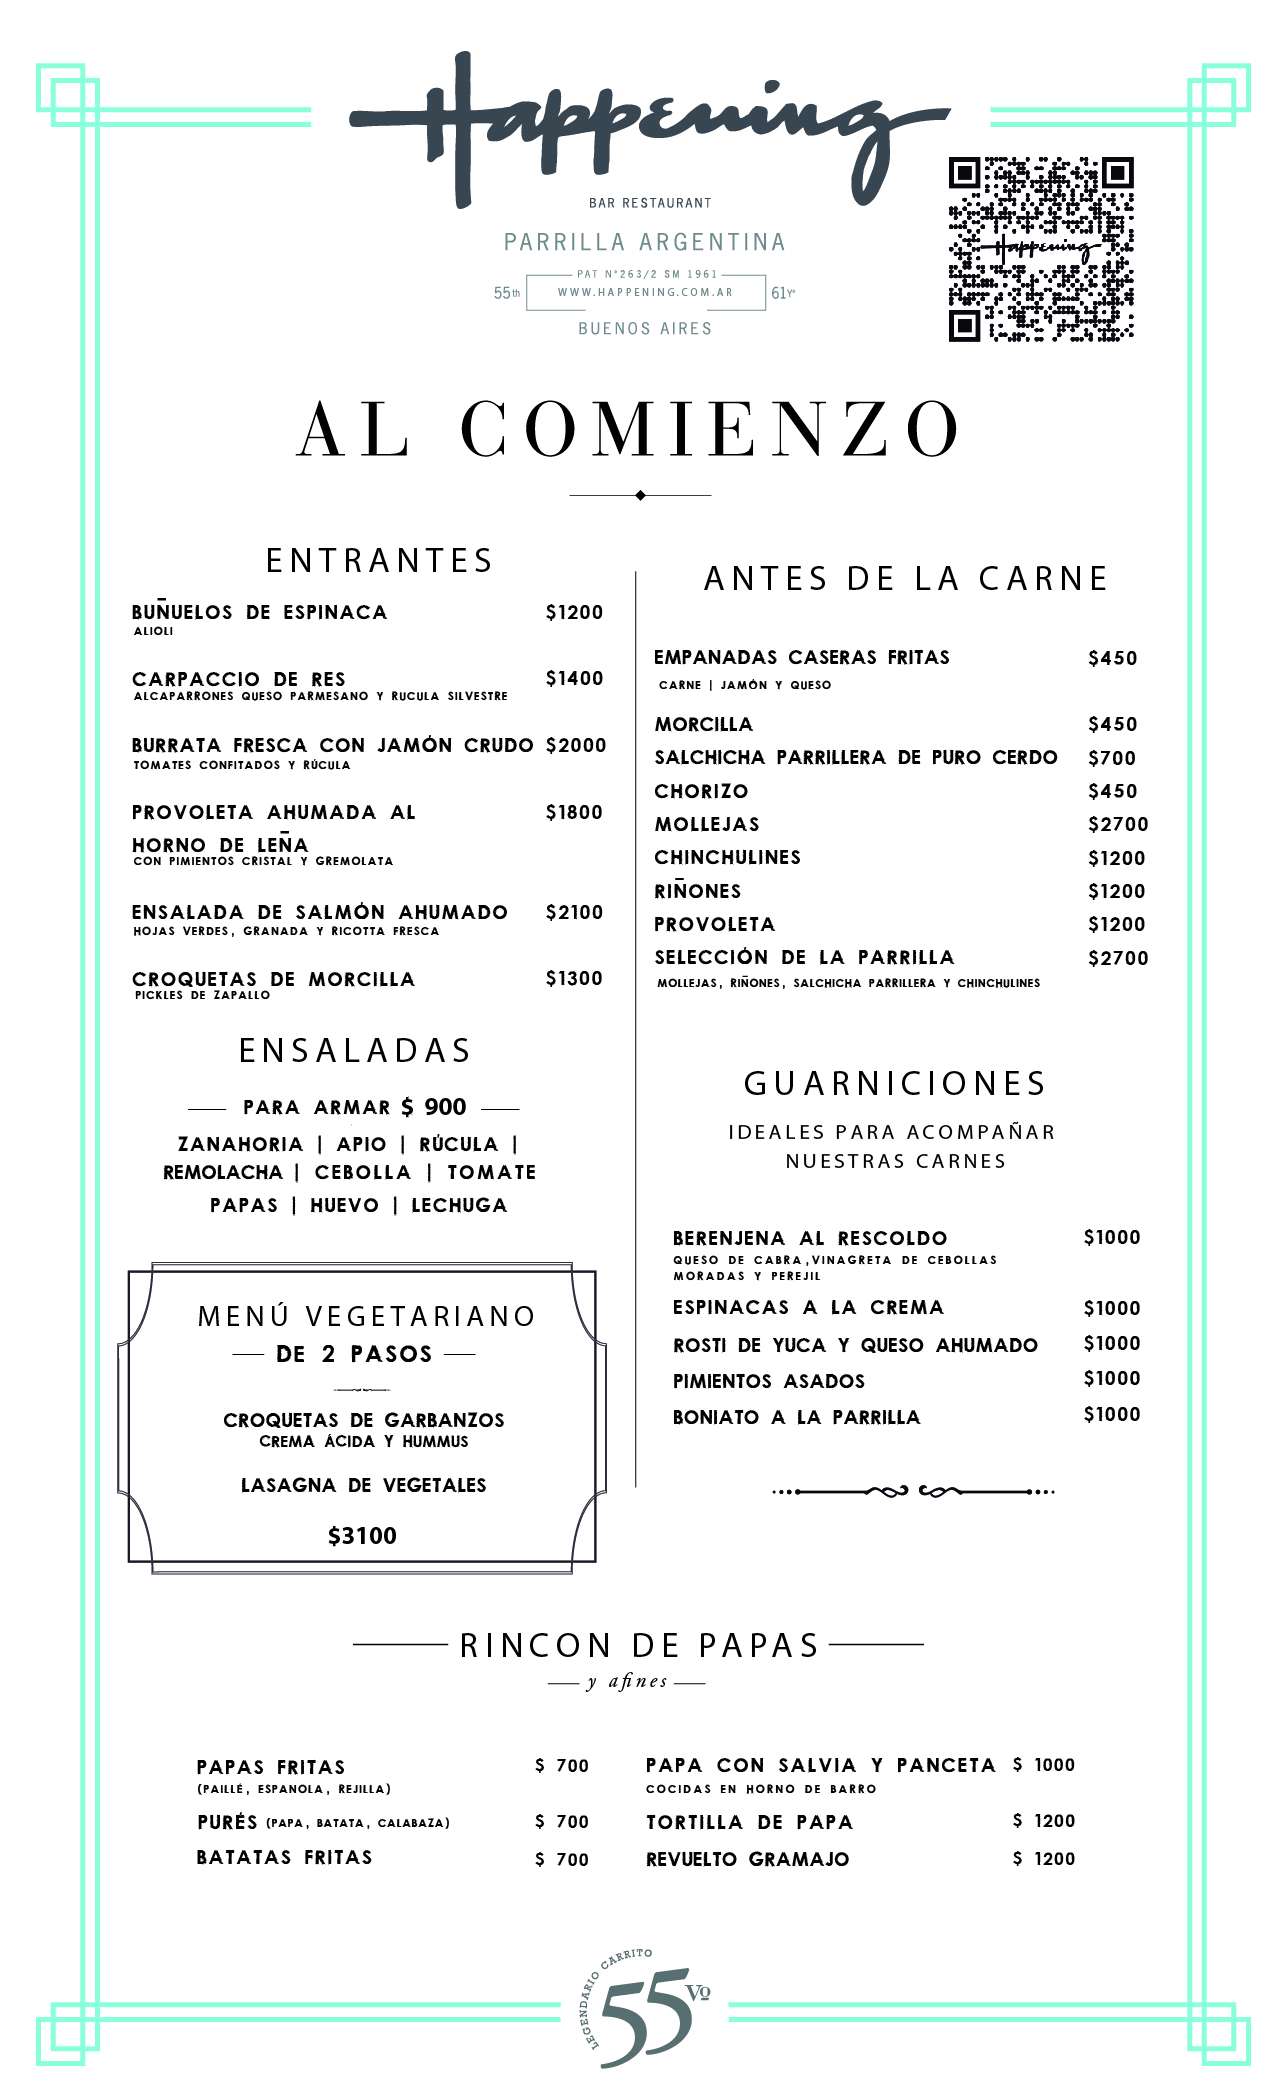 Happening
BAR RESTAURANT
PARRILLA ARGENTINA
PAT N°263/2 SM 1961
55th WWW.HAPPENING.COM.AR 61Yº
BUENOS AIRES
Happening
AL COMIENZO
ENTRANTES
BUÑUELOS DE ESPINACA $1200
ALIOLI
CARPACCIO DE RES $1400
ALCAPARRONES QUESO PARMESANO Y RUCULA SILVESTRE
BURRATA FRESCA CON JAMÓN CRUDO $2000
TOMATES CONFITADOS Y RÚCULA
PROVOLETA AHUMADA AL $1800
HORNO DE LEÑA
CON PIMIENTOS CRISTAL Y GREMOLATA
ENSALADA DE SALMÓN AHUMADO $2100
HOJAS VERDES, GRANADA Y RICOTTA FRESCA
CROQUETAS DE MORCILLA $1300
PICKLES DE ZAPALLO
ENSALADAS
PARA ARMAR $ 900
ZANAHORIA | APIO | RÚCULA |
REMOLACHA | CEBOLLA | TOMATE
PAPAS | HUEVO | LECHUGA
MENÚ VEGETARIANO
DE 2 PASOS
CROQUETAS DE GARBANZOS
CREMA ÁCIDA Y HUMMUS
LASAGNA DE VEGETALES
$3100
ANTES DE LA CARNE
EMPANADAS CASERAS FRITAS $450
CARNE | JAMÓN Y QUESO
MORCILLA $450
SALCHICHA PARRILLERA DE PURO CERDO $700
CHORIZO $450
MOLLEJAS $2700
CHINCHULINES $1200
RIÑONES $1200
PROVOLETA $1200
SELECCIÓN DE LA PARRILLA $2700
MOLLEJAS, RIÑONES, SALCHICHA PARRILLERA Y CHINCHULINES
GUARNICIONES
IDEALES PARA ACOMPAÑAR
NUESTRAS CARNES
BERENJENA AL RESCOLDO $1000
QUESO DE CABRA,VINAGRETA DE CEBOLLAS
MORADAS Y PEREJIL
ESPINACAS A LA CREMA $1000
ROSTI DE YUCA Y QUESO AHUMADO $1000
PIMIENTOS ASADOS $1000
BONIATO A LA PARRILLA $1000
RINCON DE PAPAS
y afines
PAPAS FRITAS $ 700
(PAILLÉ, ESPANOLA, REJILLA)
PURÉS (PAPA, BATATA, CALABAZA) $ 700
BATATAS FRITAS $ 700
PAPA CON SALVIA Y PANCETA $ 1000
COCIDAS EN HORNO DE BARRO
TORTILLA DE PAPA $ 1200
REVUELTO GRAMAJO $ 1200
LEGENDARIO CARRITO
55 Vº